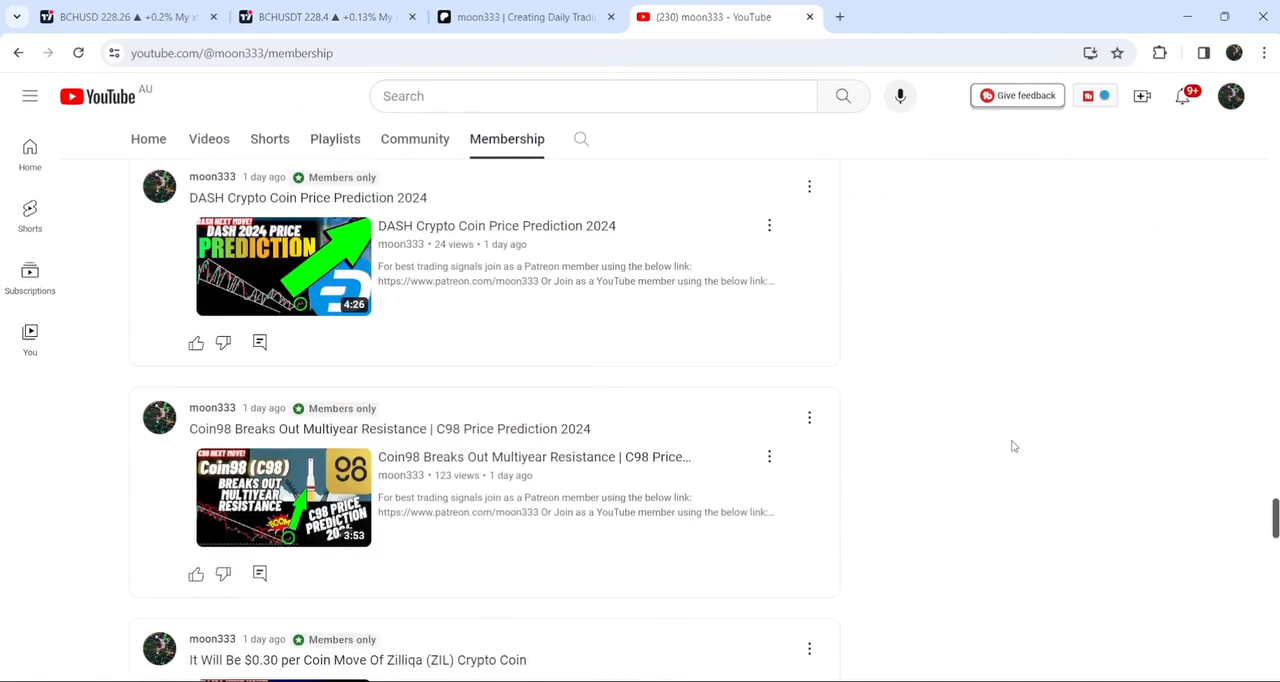 BCHUSD 228.26 ▲ +0.2% My
BCHUSDT 228.4 ▲ +0.13% My
moon333 | Creating Daily Tradi
(230) moon333 - YouTube
youtube.com/@moon333/membership
YouTube AU
Search
Give feedback
9+
Home Videos Shorts Playlists Community Membership
Home
Shorts
Subscriptions
You
moon333 1 day ago Members only
DASH Crypto Coin Price Prediction 2024
DASH NEXT MOVE!
DASH 2024 PRICE
PREDICTION
4:26
DASH Crypto Coin Price Prediction 2024
moon333 • 24 views • 1 day ago
For best trading signals join as a Patreon member using the below link:
https://www.patreon.com/moon333 Or Join as a YouTube member using the below link:...
moon333 1 day ago Members only
Coin98 Breaks Out Multiyear Resistance | C98 Price Prediction 2024
C98 NEXT MOVE!
Coin98 (C98)
BREAKS OUT
MULTIYEAR
RESISTANCE
BOOM
C98 PRICE
PREDICTION
20
3:53
Coin98 Breaks Out Multiyear Resistance | C98 Price...
moon333 • 123 views • 1 day ago
For best trading signals join as a Patreon member using the below link:
https://www.patreon.com/moon333 Or Join as a YouTube member using the below link:...
moon333 1 day ago Members only
It Will Be $0.30 per Coin Move Of Zilliqa (ZIL) Crypto Coin